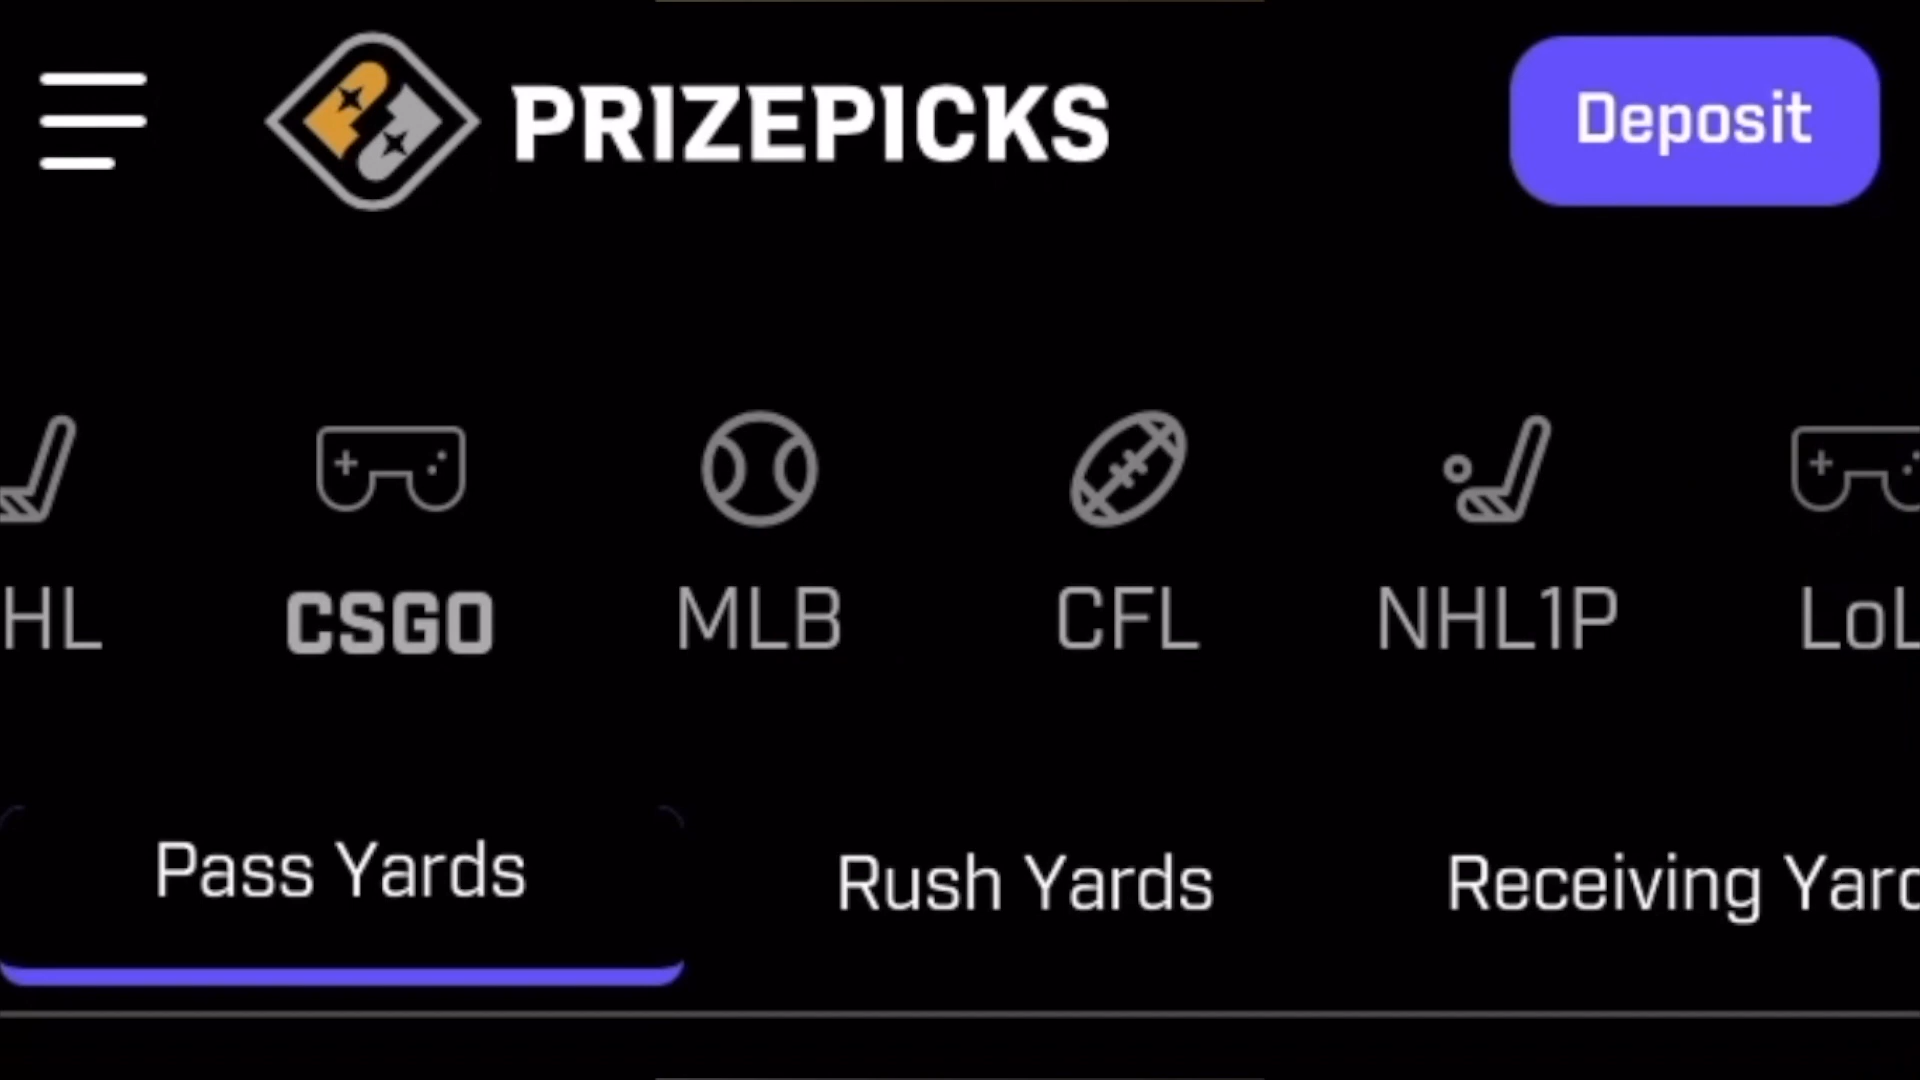 PRIZEPICKS
Deposit
HL CSGO MLB CFL NHL1P LoL
Pass Yards Rush Yards Receiving Yard